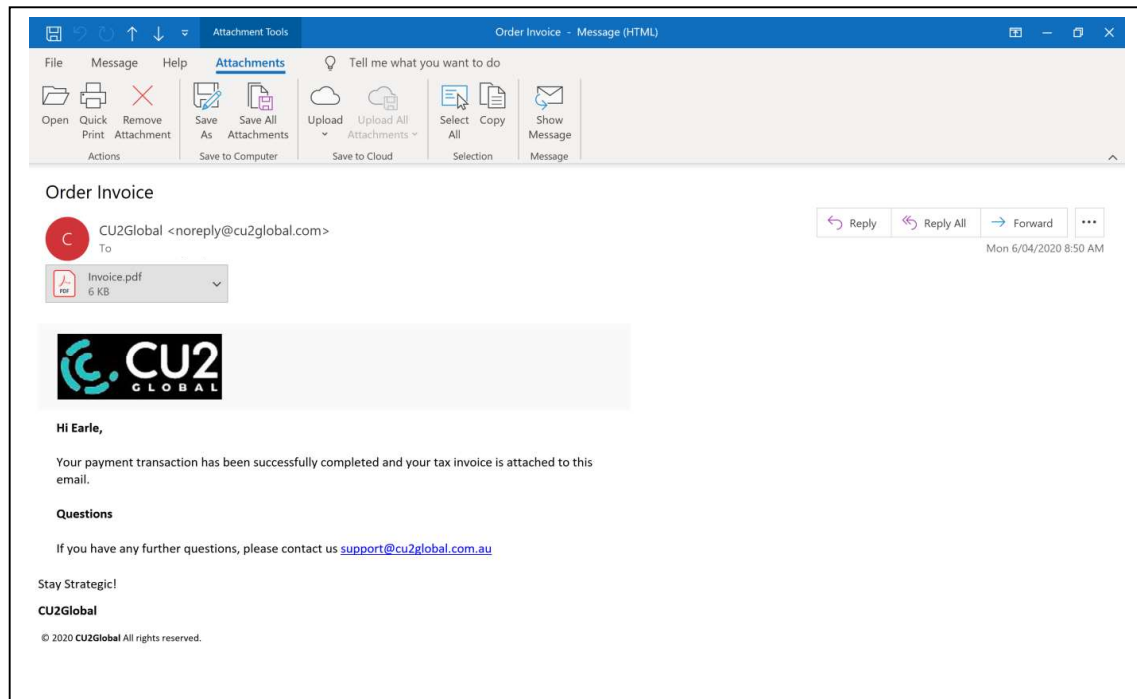 Attachment Tools
Order Invoice - Message (HTML)
File Message Help Attachments Tell me what you want to do
Open Quick Print Remove Attachment Save As Save All Attachments Upload Upload All Attachments Select All Copy Show Message
Actions Save to Computer Save to Cloud Selection Message
Order Invoice
C
CU2Global <noreply@cu2global.com>
To
Reply Reply All Forward
Mon 6/04/2020 8:50 AM
PDF
Invoice.pdf
6 KB
CU2
GLOBAL
Hi Earle,
Your payment transaction has been successfully completed and your tax invoice is attached to this
email.
Questions
If you have any further questions, please contact us support@cu2global.com.au
Stay Strategic!
CU2Global
© 2020 CU2Global All rights reserved.